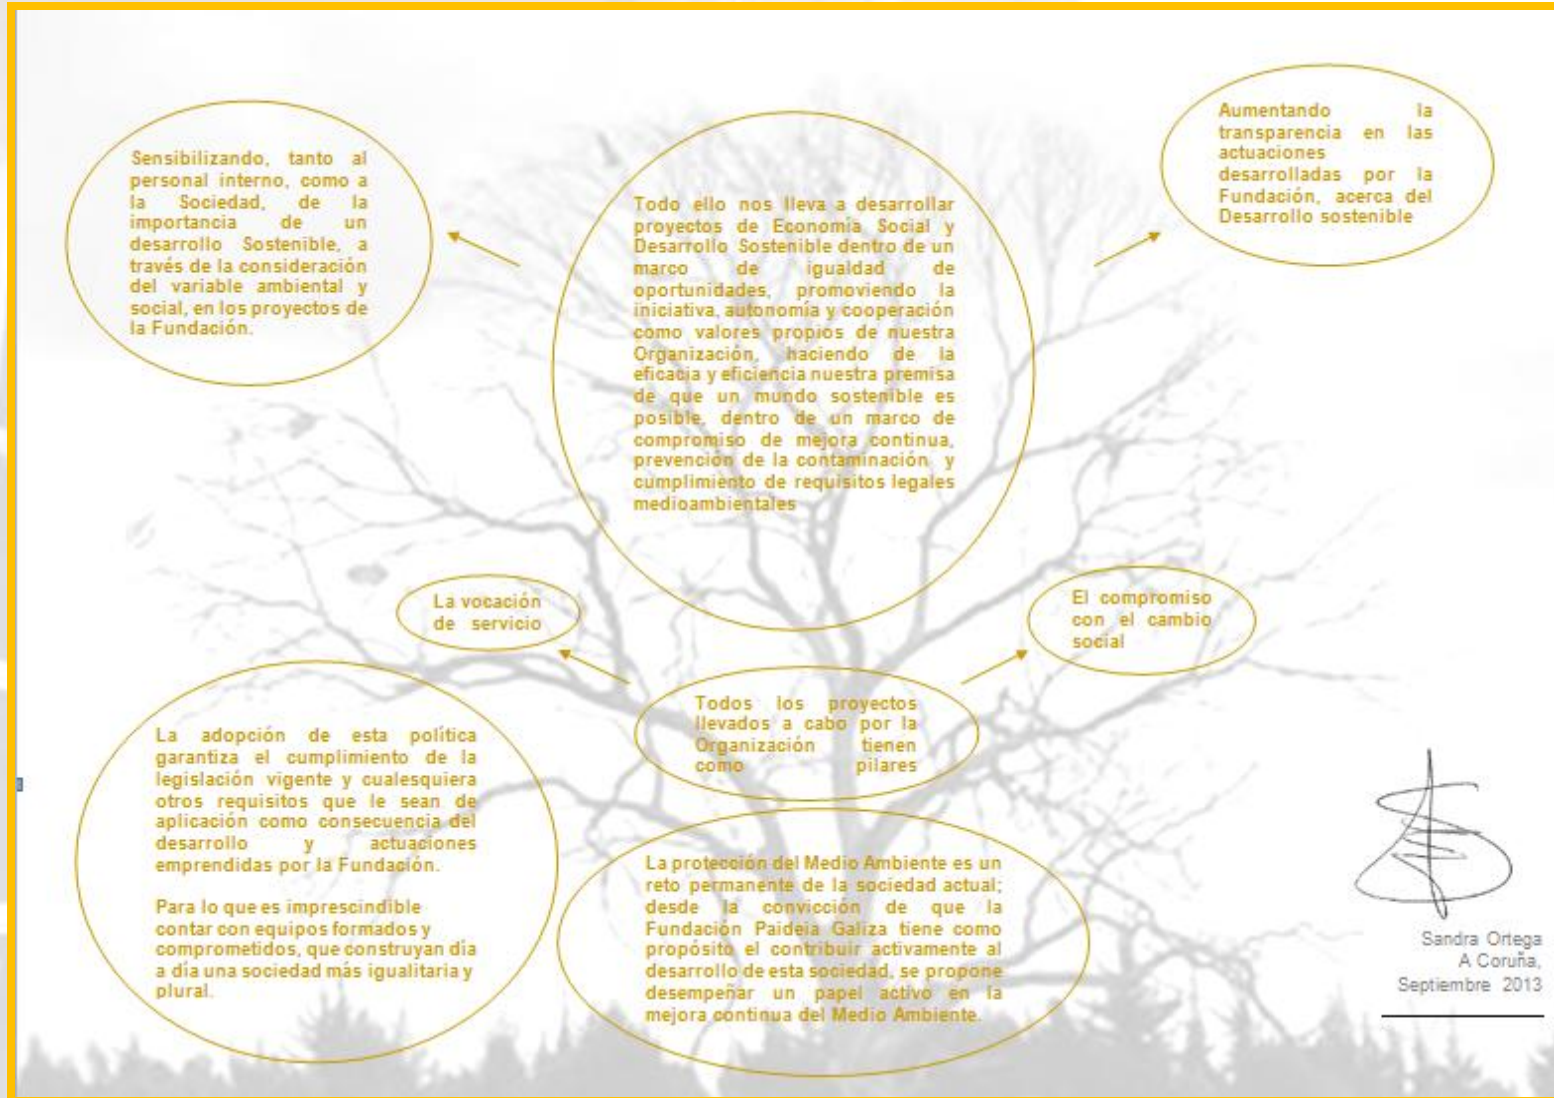 Sensibilizando, tanto al
personal interno, como a
la Sociedad, de la
importancia de un
desarrollo Sostenible, a
través de la consideración
del variable ambiental y
social, en los proyectos de
la Fundación.
Todo ello nos lleva a desarrollar
proyectos de Economía Social y
Desarrollo Sostenible dentro de un
marco de igualdad de
oportunidades, promoviendo la
iniciativa, autonomía y cooperación
como valores propios de nuestra
Organización, haciendo de la
eficacia y eficiencia nuestra premisa
de que un mundo sostenible es
posible, dentro de un marco de
compromiso de mejora continua,
prevención de la contaminación y
cumplimiento de requisitos legales
medioambientales
Aumentando la
transparencia en las
actuaciones
desarrolladas por la
Fundación, acerca del
Desarrollo sostenible
La vocación
de servicio
El compromiso
con el cambio
social
Todos los proyectos
llevados a cabo por la
Organización tienen
como pilares
La adopción de esta política
garantiza el cumplimiento de la
legislación vigente y cualesquiera
otros requisitos que le sean de
aplicación como consecuencia del
desarrollo y actuaciones
emprendidas por la Fundación.
Para lo que es imprescindible
contar con equipos formados y
comprometidos, que construyan día
a día una sociedad más igualitaria y
plural.
La protección del Medio Ambiente es un
reto permanente de la sociedad actual;
desde la convicción de que la
Fundación Paideia Galiza tiene como
propósito el contribuir activamente al
desarrollo de esta sociedad, se propone
desempeñar un papel activo en la
mejora continua del Medio Ambiente.
Sandra Ortega
A Coruña,
Septiembre 2013